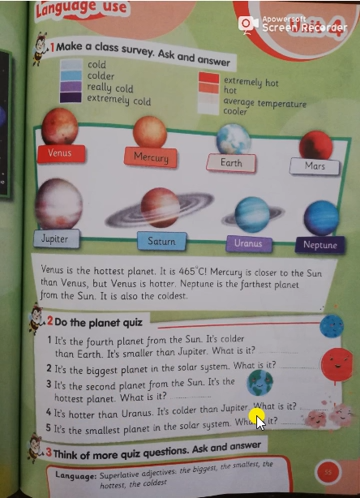 Language use
Apowersoft
Screen Recorder
1 Make a class survey. Ask and answer
cold
colder
really cold
extremely cold
extremely hot
hot
average temperature
cooler
Venus
Mercury
Earth
Mars
Jupiter
Saturn
Uranus
Neptune
Venus is the hottest planet. It is 465°C! Mercury is closer to the Sun
than Venus, but Venus is hotter. Neptune is the farthest planet
from the Sun. It is also the coldest.
2 Do the planet quiz
1 It's the fourth planet from the Sun. It's colder
than Earth. It's smaller than Jupiter. What is it?
2 It's the biggest planet in the solar system. What is it?
3 It's the second planet from the Sun. It's the
hottest planet. What is it?
4 It's hotter than Uranus. It's colder than Jupiter. What is it?
5 It's the smallest planet in the solar system. What is it?
3 Think of more quiz questions. Ask and answer
Language: Superlative adjectives: the biggest, the smallest, the
hottest, the coldest
55